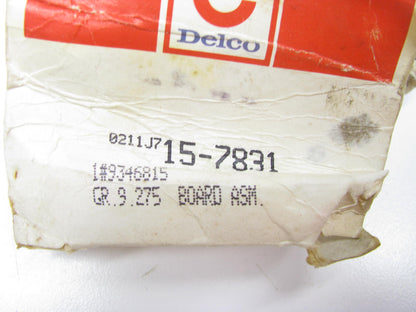 C
Delco
0211J7 15-7831
1#9346815
GR.9.275 BOARD ASM.